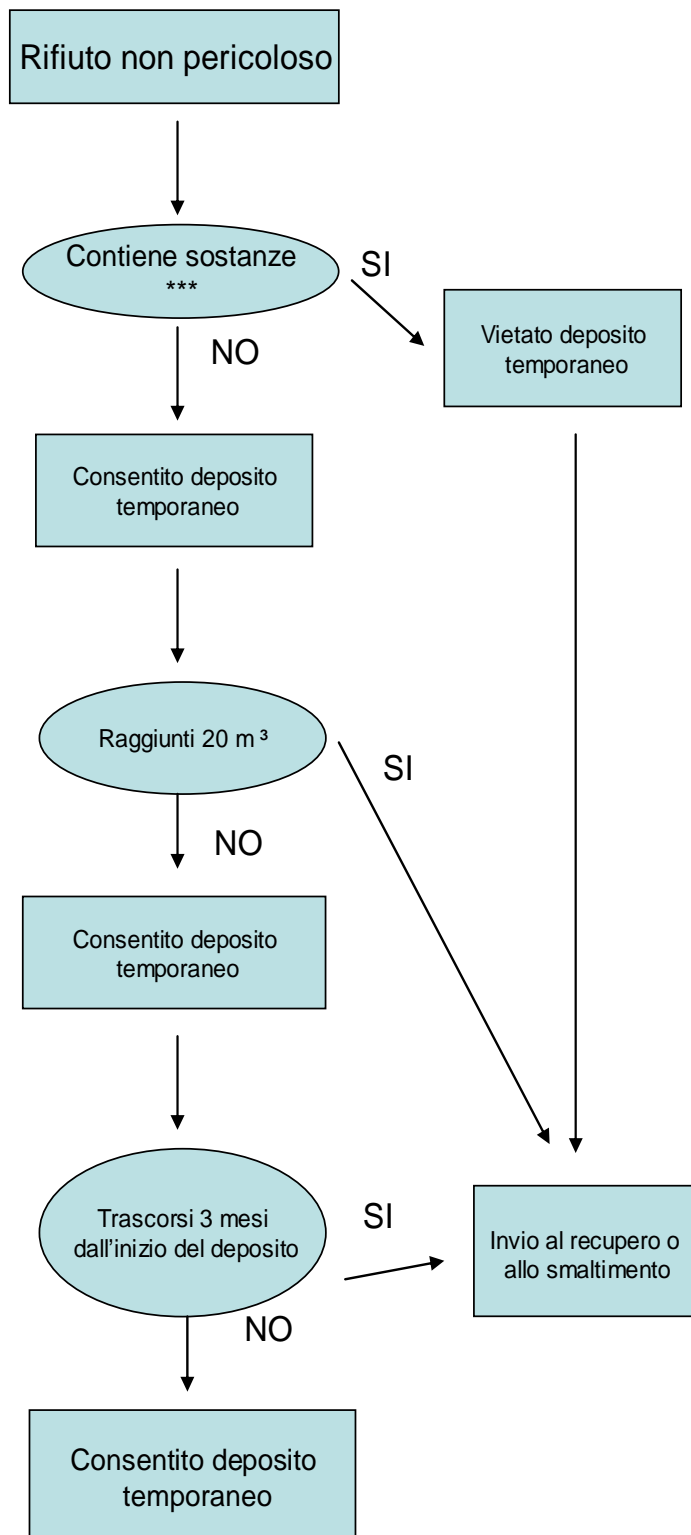 Rifiuto non pericoloso
Contiene sostanze
***
SI
NO
Vietato deposito
temporaneo
Consentito deposito
temporaneo
Raggiunti 20 m ³
SI
NO
Consentito deposito
temporaneo
Trascorsi 3 mesi
dall'inizio del deposito
SI
NO
Invio al recupero o
allo smaltimento
Consentito deposito
temporaneo